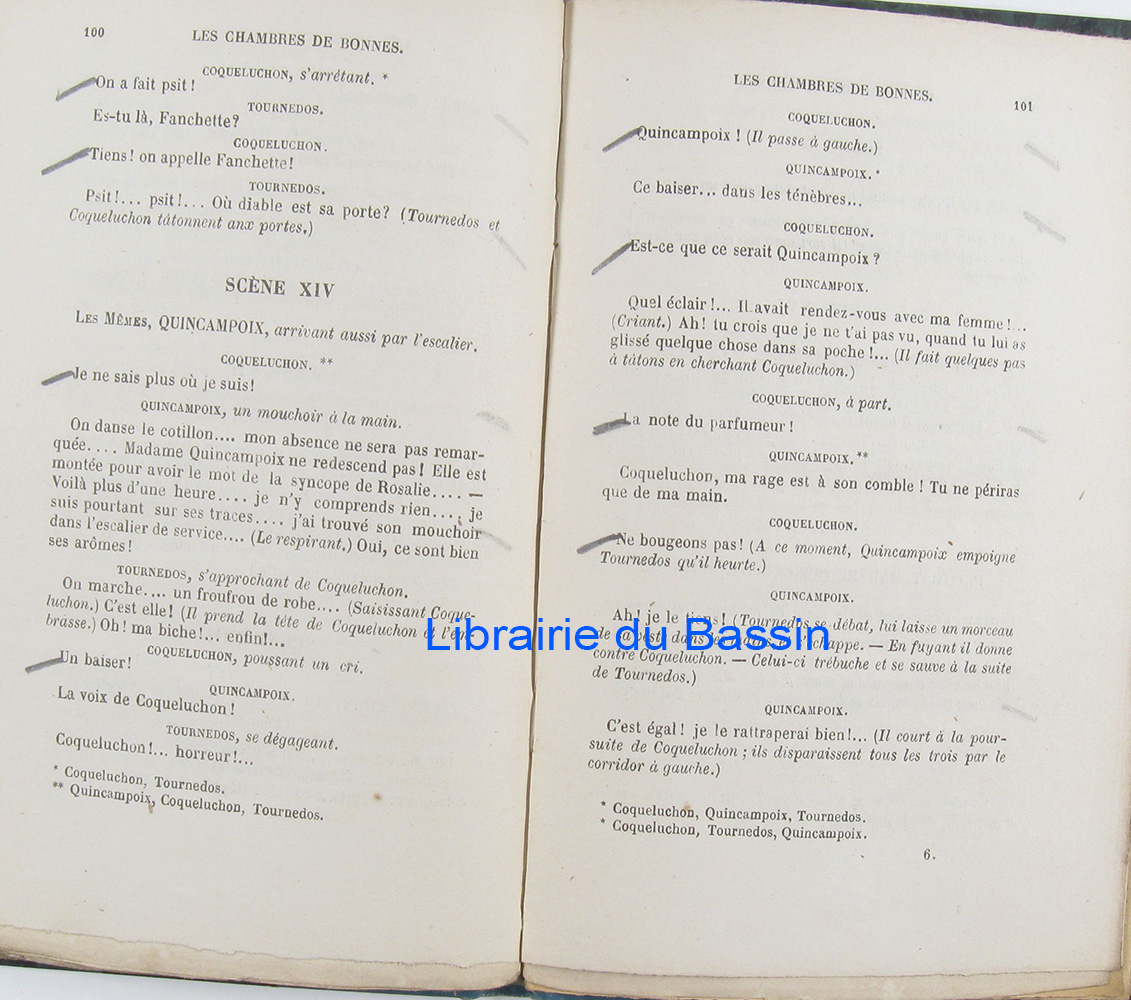 100
LES CHAMBRES DE BONNES.
COQUELUCHON, s'arrêtant. *
On a fait psit !
TOURNEDOS.
Es-tu là, Fanchette?
COQUELUCHON.
Tiens! on appelle Fanchette!
TOURNEDOS.
Psit!... psit!... Où diable est sa porte? (Tournedos et
Coqueluchon tâtonnent anx portes.)
SCÈNE XIV
LES MÊMES, QUINCAMPOIX, arrivant aussi par l'escalier.
COQUELUCHON. **
Je ne sais plus où je suis!
QUINCAMPOIX, un mouchoir à la main.
On danse le cotillon.... mon absence ne sera pas remar-
quée.... Madame Quincampoix ne redescend pas! Elle est
montée pour avoir le mot de la syncope de Rosalie.... —
Voilà plus d'une heure.... je n'y comprends rien.... je
suis pourtant sur ses traces.... j'ai trouvé son mouchoir
dans l'escalier de service.... (Le respirant.) Oui, ce sont bien
ses arômes!
TOURNEDOS, s'approchant de Coqueluchon.
On marche.... un froufrou de robe.... (Saisissant Coque-
luchon.) C'est elle! (Il prend la tête de Coqueluchon et l'em-
brasse.) Oh! ma biche!... enfin!...
COQUELUCHON, poussant un cri.
Un baiser!
QUINCAMPOIX.
La voix de Coqueluchon !
TOURNEDOS, se dégageant.
Coqueluchon!... horreur!...
* Coqueluchon, Tournedos.
** Quincampoix, Coqueluchon, Tournedos.
LES CHAMBRES DE BONNES.
101
COQUELUCHON.
Quincampoix ! (Il passe à gauche.)
QUINCAMPOIX. *
Ce baiser... dans les ténèbres...
COQUELUCHON.
Est-ce que ce serait Quincampoix ?
QUINCAMPOIX.
Quel éclair !... Il avait rendez-vous avec ma femme !...
(Criant.) Ah! tu crois que je ne t'ai pas vu, quand tu lui as
glissé quelque chose dans sa poche !... (Il fait quelques pas
à tâtons en cherchant Coqueluchon.)
COQUELUCHON, à part.
La note du parfumeur !
QUINCAMPOIX. **
Coqueluchon, ma rage est à son comble ! Tu ne périras
que de ma main.
COQUELUCHON.
Ne bougeons pas! (A ce moment, Quincampoix empoigne
Tournedos qu'il heurte.)
QUINCAMPOIX.
Ah! je le tiens! (Tournedos se débat, lui laisse un morceau
de sa veste dans les mains et s'échappe. — En fuyant il donne
contre Coqueluchon. — Celui-ci trébuche et se sauve à la suite
de Tournedos.)
QUINCAMPOIX.
C'est égal! je le rattraperai bien!... (Il court à la pour-
suite de Coqueluchon ; ils disparaissent tous les trois par le
corridor à gauche.)
* Coqueluchon, Quincampoix, Tournedos.
* Coqueluchon, Tournedos, Quincampoix.
6.
Librairie du Bassin